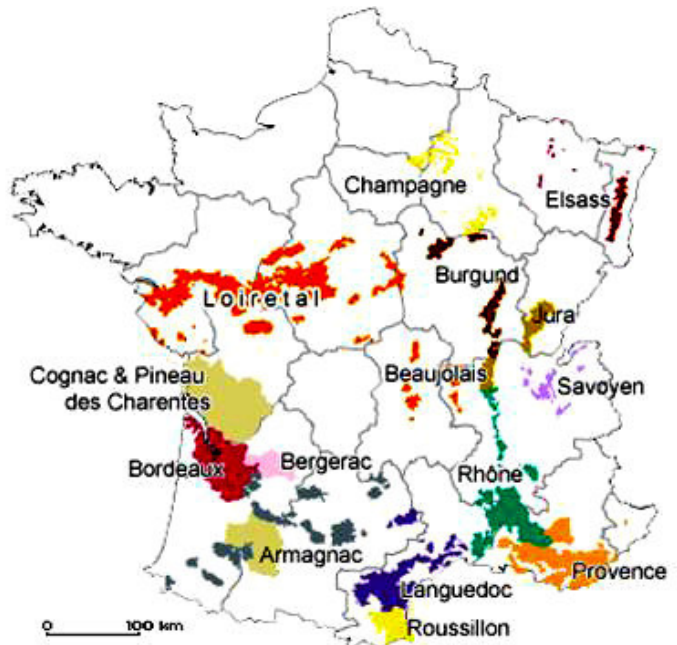 Champagne
Elsass
Burgund
Loiretal
Jura
Cognac & Pineau
des Charentes
Beaujolais
Savoyen
Bordeaux
Bergerac
Rhône
Armagnac
Provence
Languedoc
Roussillon
0 100 km